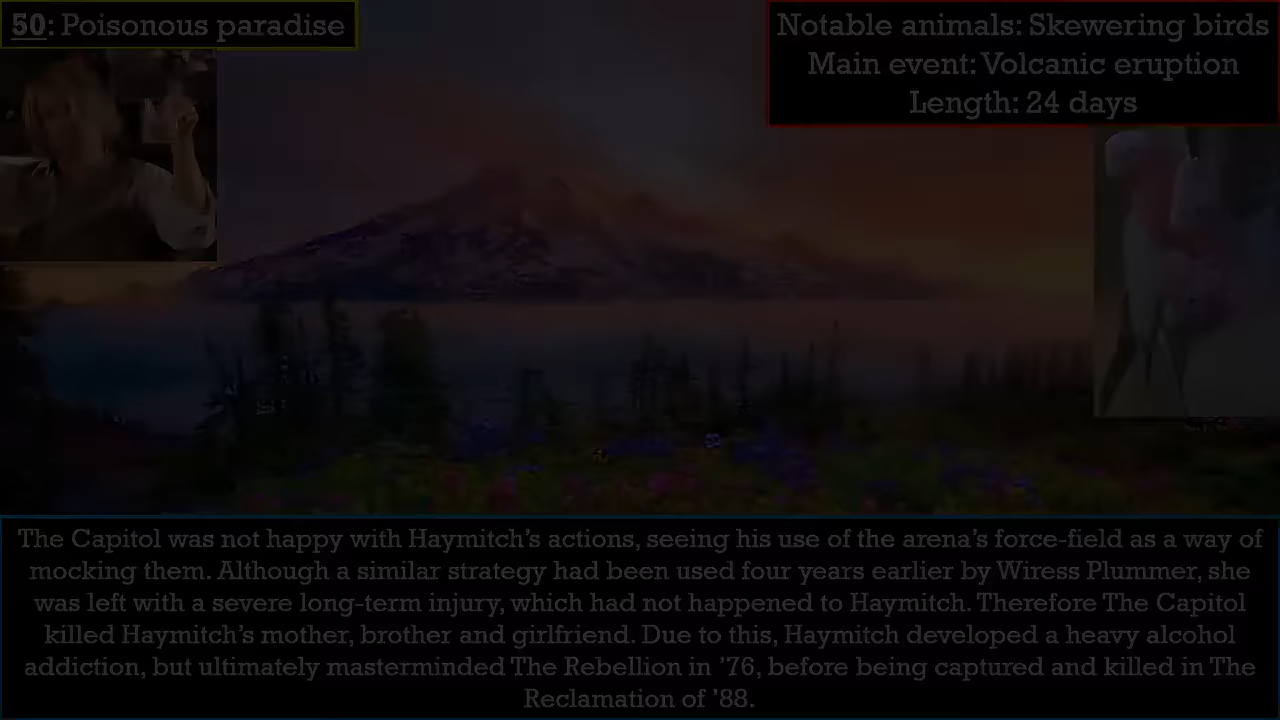 50: Poisonous paradise
Notable animals: Skewering birds
Main event: Volcanic eruption
Length: 24 days
The Capitol was not happy with Haymitch’s actions, seeing his use of the arena’s force-field as a way of
mocking them. Although a similar strategy had been used four years earlier by Wiress Plummer, she
was left with a severe long-term injury, which had not happened to Haymitch. Therefore The Capitol
killed Haymitch’s mother, brother and girlfriend. Due to this, Haymitch developed a heavy alcohol
addiction, but ultimately masterminded The Rebellion in ’76, before being captured and killed in The
Reclamation of ’88.